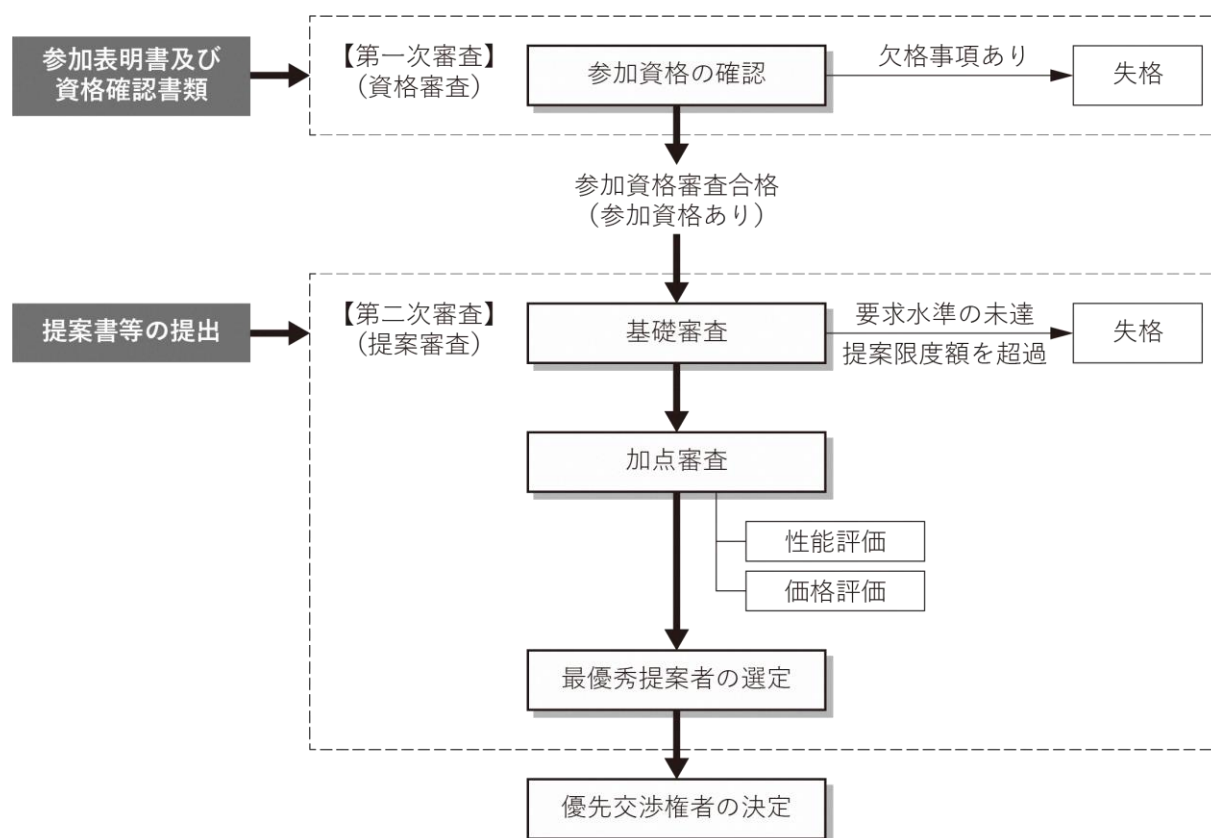 参加表明書及び
資格確認書類
【第一次審査】
（資格審査）
参加資格の確認
欠格事項あり
失格
参加資格審査合格
（参加資格あり）
提案書等の提出
【第二次審査】
（提案審査）
基礎審査
要求水準の未達
提案限度額を超過
失格
加点審査
性能評価
価格評価
最優秀提案者の選定
優先交渉権者の決定